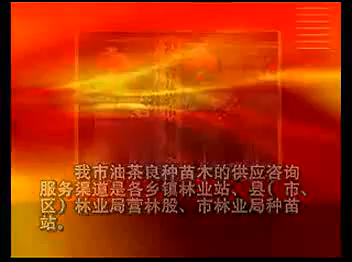 我市油茶良种苗木的供应咨询
服务渠道是各乡镇林业站、县（市、
区）林业局营林股、市林业局种苗
站。